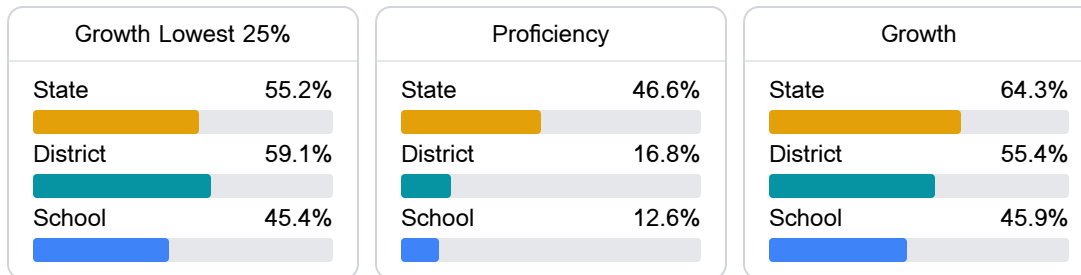 Growth Lowest 25%
State 55.2%
District 59.1%
School 45.4%
Proficiency
State 46.6%
District 16.8%
School 12.6%
Growth
State 64.3%
District 55.4%
School 45.9%